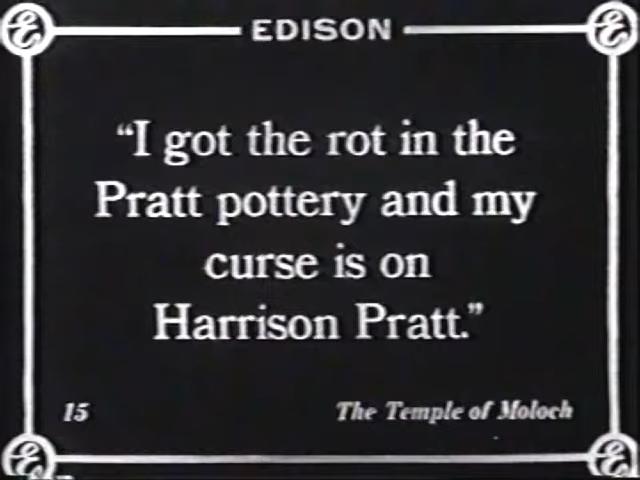 EDISON
“I got the rot in the
Pratt pottery and my
curse is on
Harrison Pratt.”
15
The Temple of Moloch